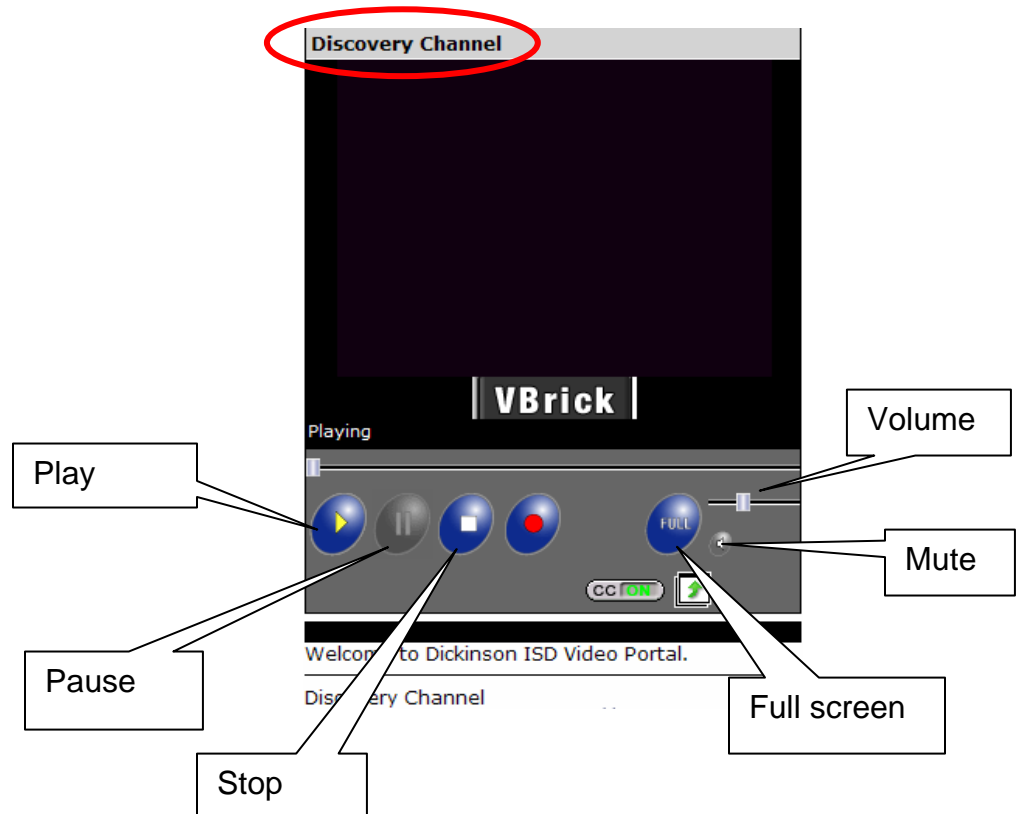 Discovery Channel
VBrick
Playing
Volume
Play
FULL
Mute
CC ON
Welcome to Dickinson ISD Video Portal.
Pause
Discovery Channel
Full screen
Stop